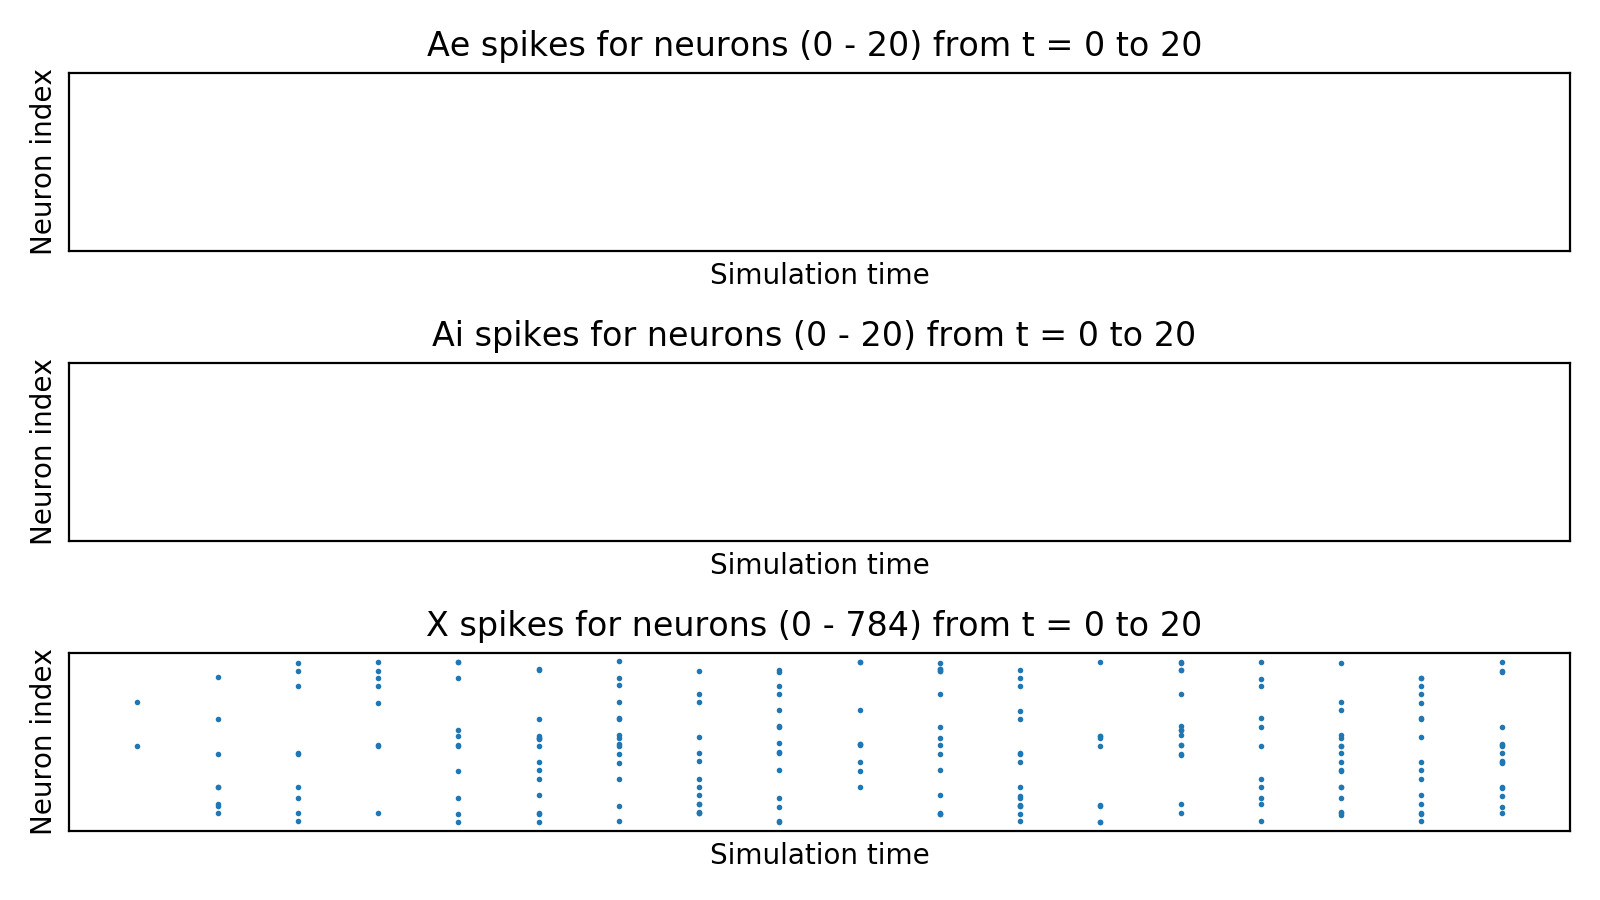 Ae spikes for neurons (0 - 20) from t = 0 to 20
Neuron index
Simulation time
Ai spikes for neurons (0 - 20) from t = 0 to 20
Neuron index
Simulation time
X spikes for neurons (0 - 784) from t = 0 to 20
Neuron index
Simulation time